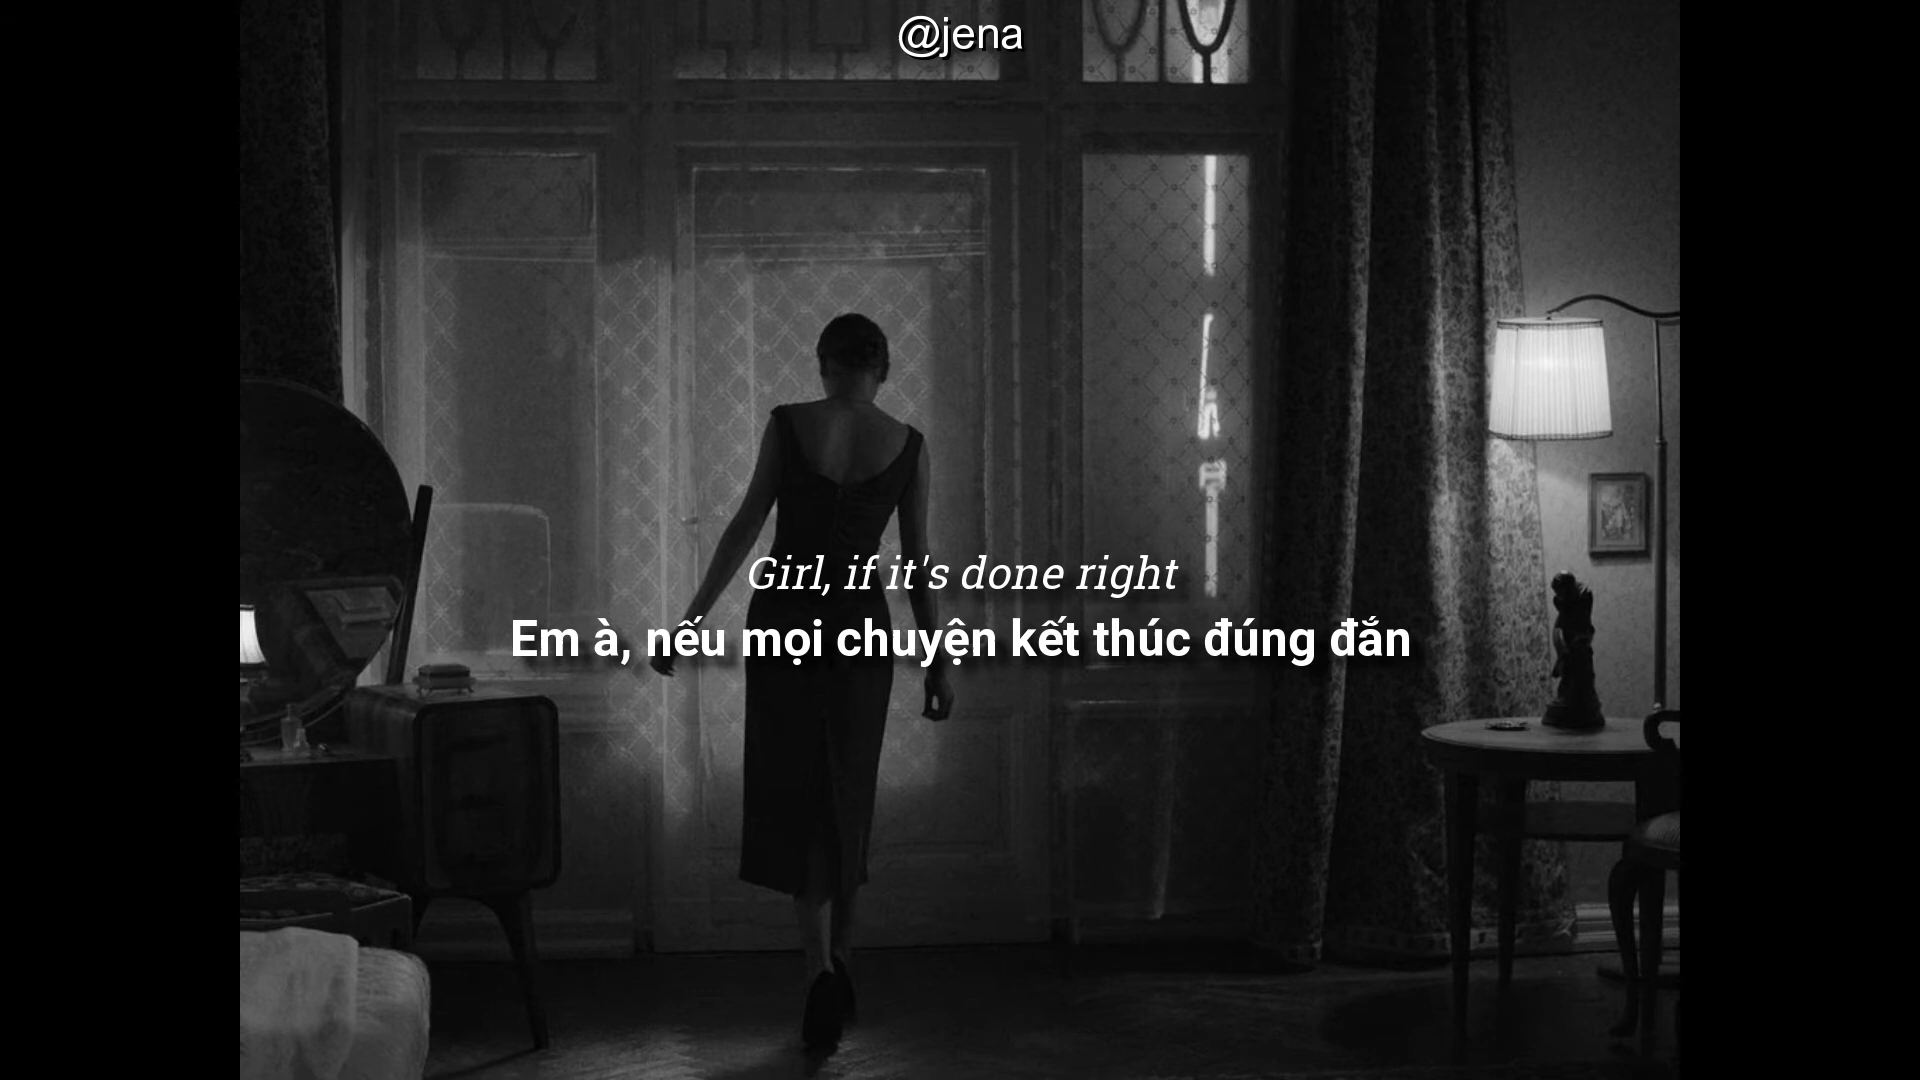 @jena
Girl, if it's done right
Em à, nếu mọi chuyện kết thúc đúng đắn